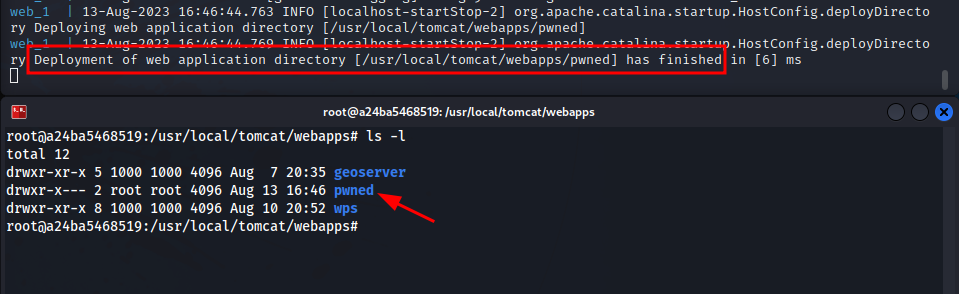 web_1  | 13-Aug-2023 16:46:44.763 INFO [localhost-startStop-2] org.apache.catalina.startup.HostConfig.deployDirecto
ry Deploying web application directory [/usr/local/tomcat/webapps/pwned]
web_1  | 13-Aug-2023 16:46:44.769 INFO [localhost-startStop-2] org.apache.catalina.startup.HostConfig.deployDirecto
ry Deployment of web application directory [/usr/local/tomcat/webapps/pwned] has finished in [6] ms
root@a24ba5468519: /usr/local/tomcat/webapps
root@a24ba5468519:/usr/local/tomcat/webapps# ls -l
total 12
drwxr-xr-x 5 1000 1000 4096 Aug  7 20:35 geoserver
drwxr-x--- 2 root root 4096 Aug 13 16:46 pwned
drwxr-xr-x 8 1000 1000 4096 Aug 10 20:52 wps
root@a24ba5468519:/usr/local/tomcat/webapps#